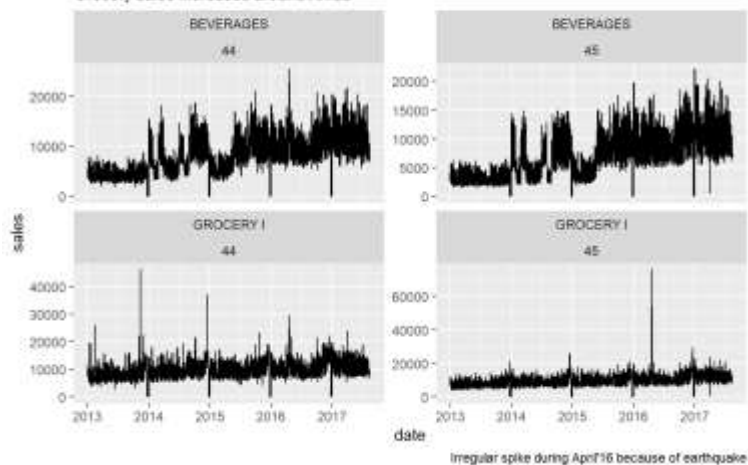 BEVERAGES
44
BEVERAGES
45
20000
10000
0
20000
15000
10000
5000
0
sales
GROCERY I
44
GROCERY I
45
40000
30000
20000
10000
0
60000
40000
20000
0
2013 2014 2015 2016 2017
2013 2014 2015 2016 2017
date
Irregular spike during April'16 because of earthquake